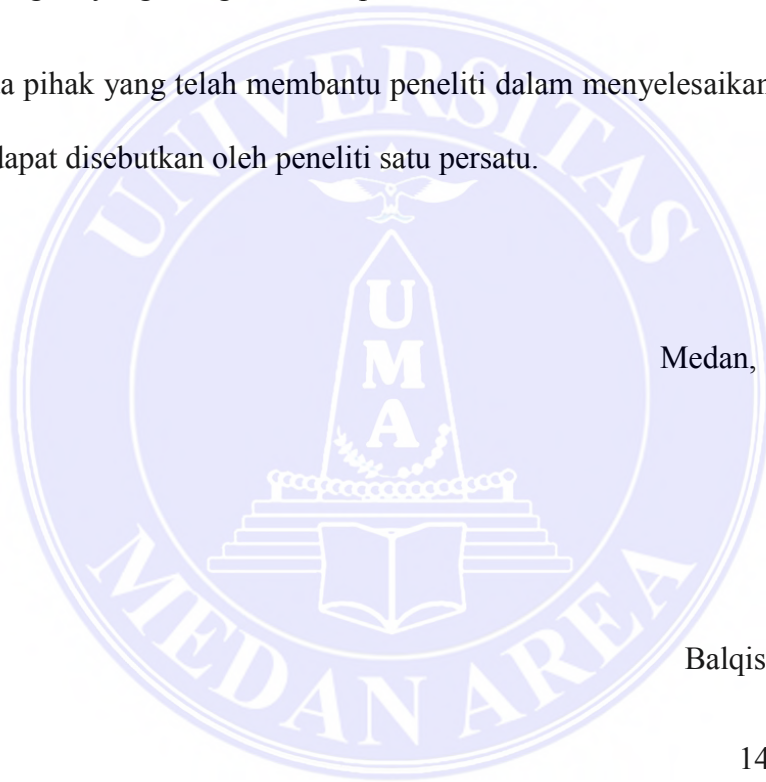 a pihak yang telah membantu peneliti dalam menyelesaikan
dapat disebutkan oleh peneliti satu persatu.
UNIVERSITAS
U
M
A
Medan,
MEDAN AREA
Balqis
14